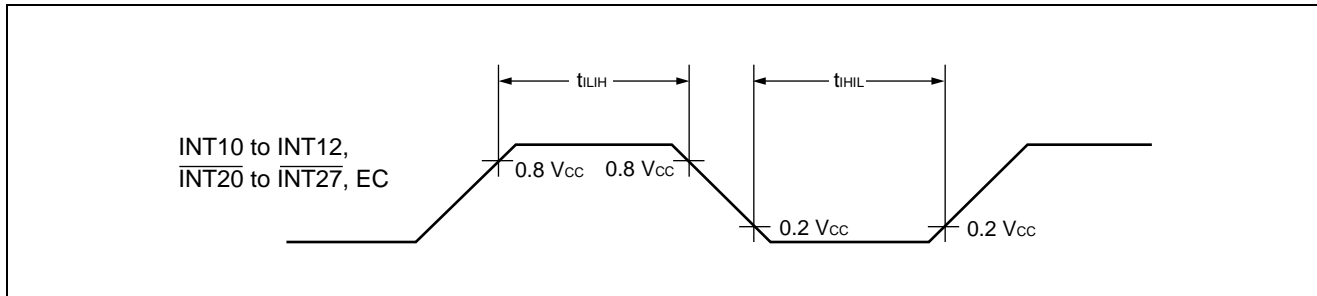 tILIH
tIHIL
INT10 to INT12,
INT20 to INT27, EC
0.8 VCC
0.8 VCC
0.2 VCC
0.2 VCC